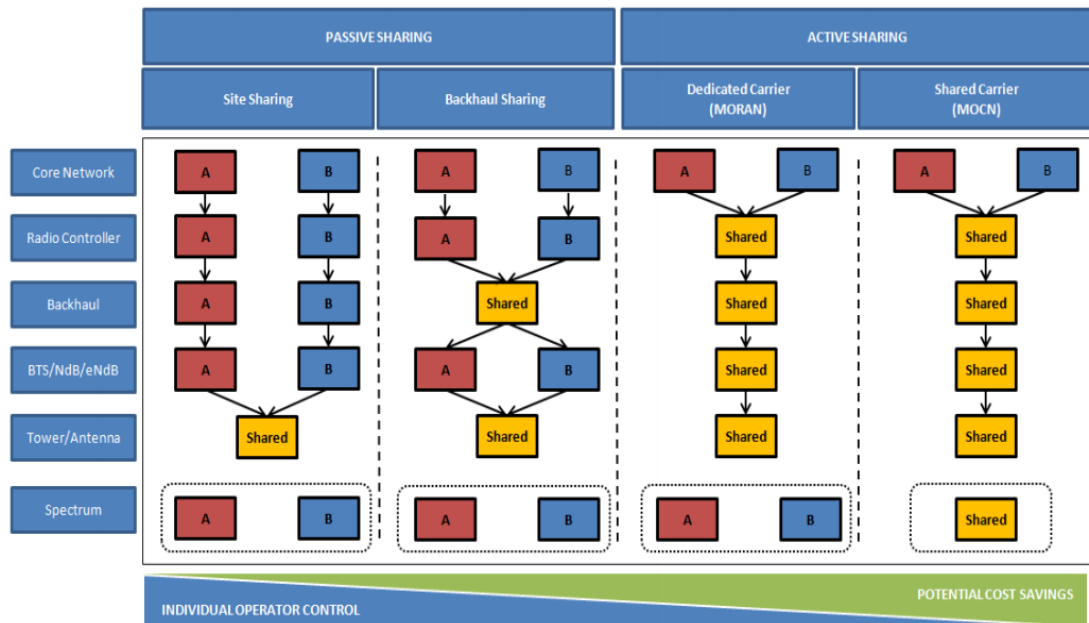 PASSIVE SHARING
ACTIVE SHARING
Site Sharing
Backhaul Sharing
Dedicated Carrier
(MORAN)
Shared Carrier
(MOCN)
Core Network
A
B
A
B
A
B
A
B
Radio Controller
A
B
A
B
Shared
Shared
Backhaul
A
B
Shared
Shared
Shared
BTS/NdB/eNdB
A
B
A
B
Shared
Shared
Tower/Antenna
Shared
Shared
Shared
Shared
Spectrum
A
B
A
B
A
B
Shared
INDIVIDUAL OPERATOR CONTROL
POTENTIAL COST SAVINGS